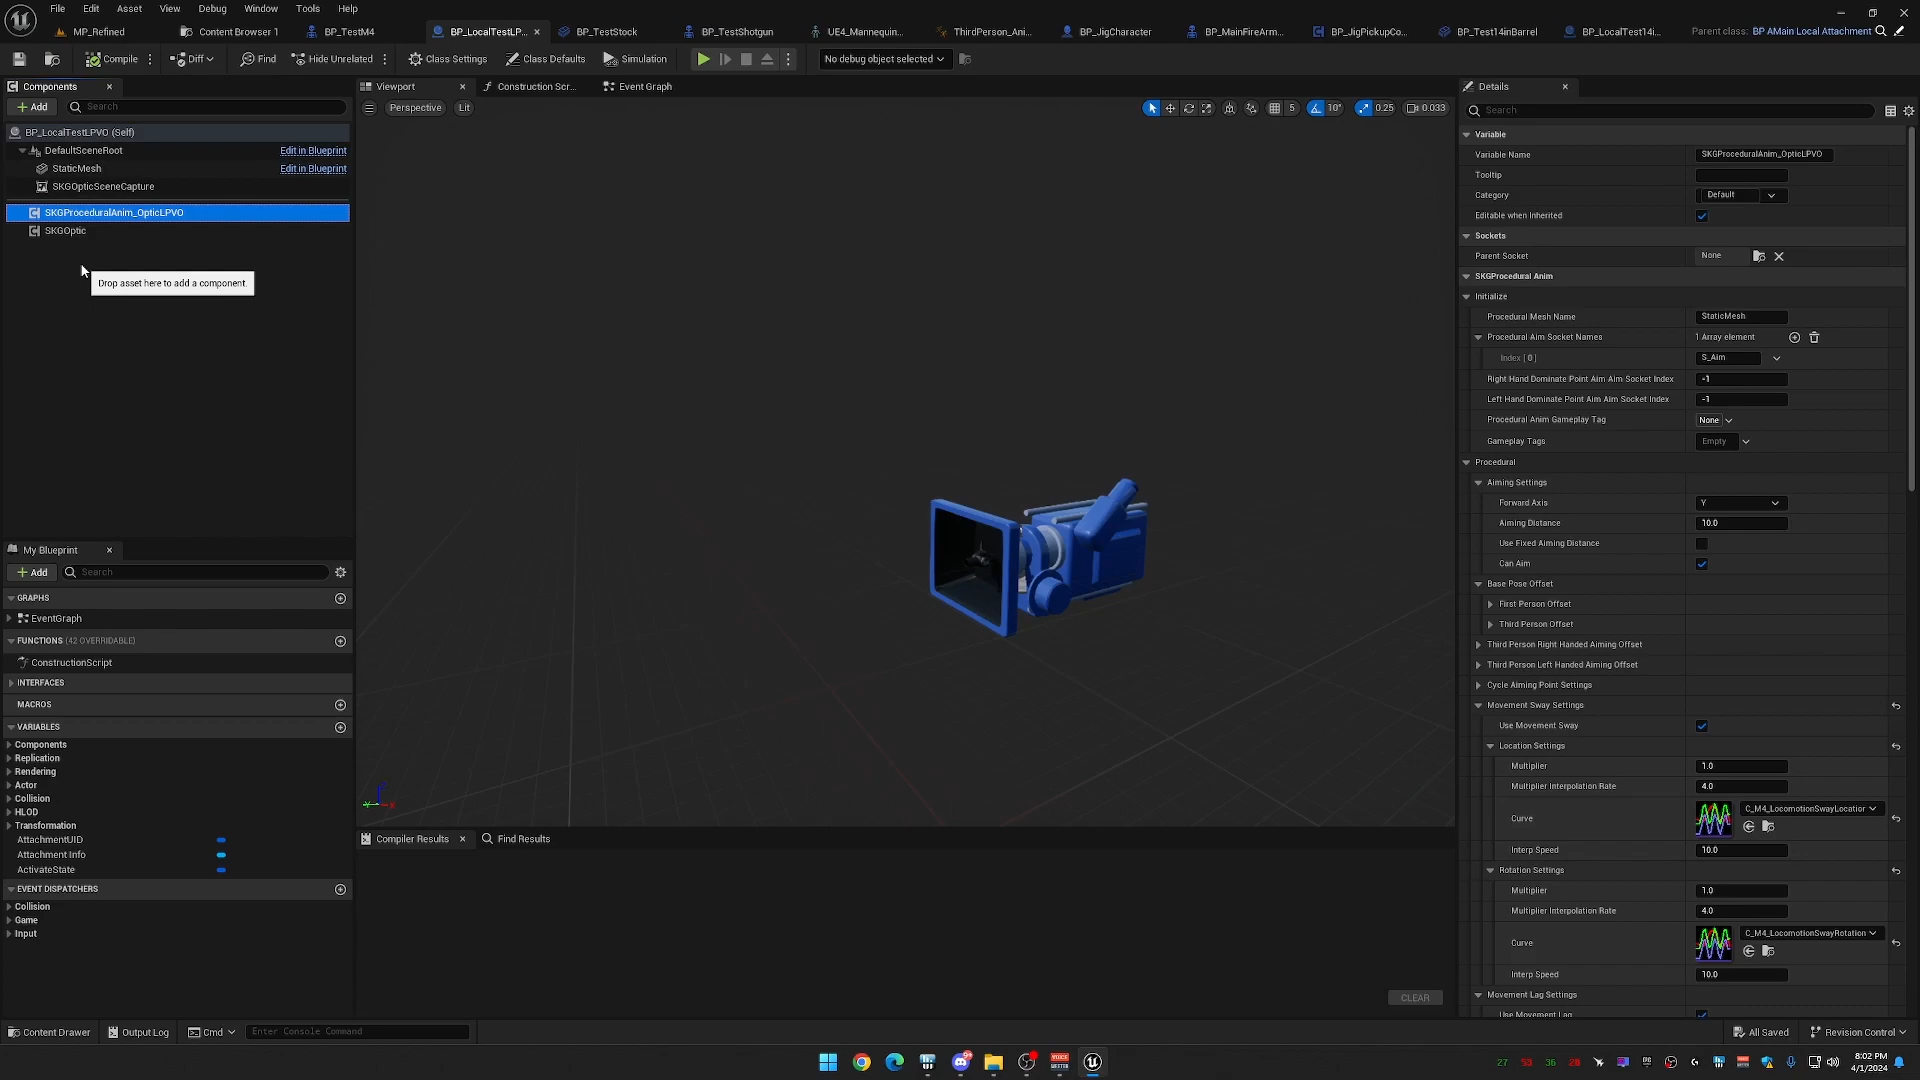 File Edit Asset View Debug Window Tools Help
MP_Refined Content Browser 1 BP_TestM4 BP_LocalTestLP... BP_TestStock BP_TestShotgun UE4_Mannequin... ThirdPerson_Ani... BP_JigCharacter BP_MainFireArm... BP_JigPickupCo... BP_Test14inBarrel BP_LocalTest14i... Parent class: BP AMain Local Attachment
Compile Diff Find Hide Unrelated Class Settings Class Defaults Simulation No debug object selected
Components
Add Search
BP_LocalTestLPVO (Self)
DefaultSceneRoot Edit in Blueprint
StaticMesh Edit in Blueprint
SKGOpticSceneCapture
SKGProceduralAnim_OpticLPVO
SKGOptic
Drop asset here to add a component.
My Blueprint
Add Search
GRAPHS
EventGraph
FUNCTIONS (42 OVERRIDABLE)
ConstructionScript
INTERFACES
MACROS
VARIABLES
Components
Replication
Rendering
Actor
Collision
HLOD
Transformation
AttachmentUID
Attachment Info
ActivateState
EVENT DISPATCHERS
Collision
Game
Input
Viewport Construction Scr... Event Graph
Perspective Lit 5 10° 0.25 0.033
Compiler Results Find Results
CLEAR
Details
Search
Variable
Variable Name SKGProceduralAnim_OpticLPVO
Tooltip
Category Default
Editable when Inherited
Sockets
Parent Socket None
SKGProcedural Anim
Initialize
Procedural Mesh Name StaticMesh
Procedural Aim Socket Names 1 Array element
Index [ 0 ] S_Aim
Right Hand Dominate Point Aim Aim Socket Index -1
Left Hand Dominate Point Aim Aim Socket Index -1
Procedural Anim Gameplay Tag None
Gameplay Tags Empty
Procedural
Aiming Settings
Forward Axis Y
Aiming Distance 10.0
Use Fixed Aiming Distance
Can Aim
Base Pose Offset
First Person Offset
Third Person Offset
Third Person Right Handed Aiming Offset
Third Person Left Handed Aiming Offset
Cycle Aiming Point Settings
Movement Sway Settings
Use Movement Sway
Location Settings
Multiplier 1.0
Multiplier Interpolation Rate 4.0
Curve C_M4_LocomotionSwayLocation
Interp Speed 10.0
Rotation Settings
Multiplier 1.0
Multiplier Interpolation Rate 4.0
Curve C_M4_LocomotionSwayRotation
Interp Speed 10.0
Movement Lag Settings
Use Movement Lag
Content Drawer Output Log Cmd Enter Console Command All Saved Revision Control
27 53 36 28 8:02 PM
4/1/2024